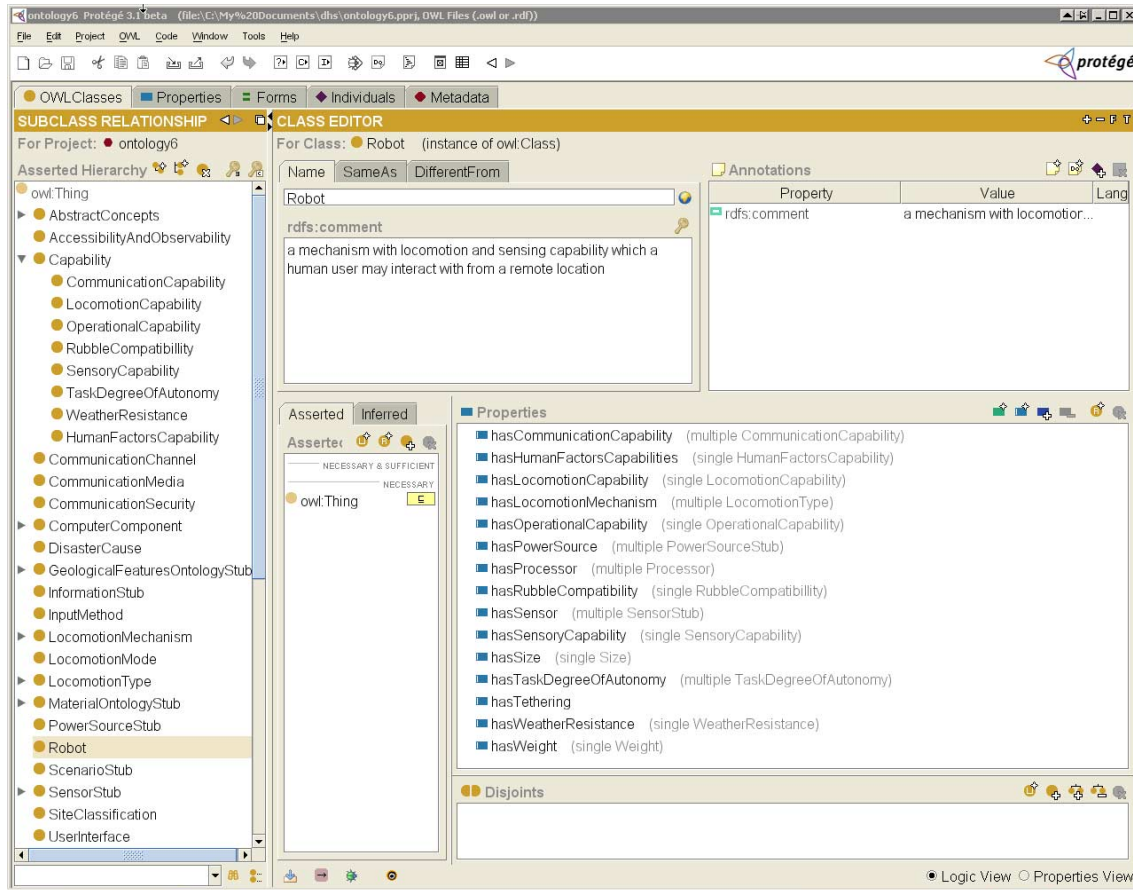 ontology6 Protégé 3.1 beta (file:\C:\My%20Documents\dhs\ontology6.pprj, OWL Files (.owl or .rdf))
File Edit Project OWL Code Window Tools Help
protégé
OWLClasses Properties Forms Individuals Metadata
SUBCLASS RELATIONSHIP
For Project: ontology6
Asserted Hierarchy
owl:Thing
AbstractConcepts
AccessibilityAndObservability
Capability
CommunicationCapability
LocomotionCapability
OperationalCapability
RubbleCompatibillity
SensoryCapability
TaskDegreeOfAutonomy
WeatherResistance
HumanFactorsCapability
CommunicationChannel
CommunicationMedia
CommunicationSecurity
ComputerComponent
DisasterCause
GeologicalFeaturesOntologyStub
InformationStub
InputMethod
LocomotionMechanism
LocomotionMode
LocomotionType
MaterialOntologyStub
PowerSourceStub
Robot
ScenarioStub
SensorStub
SiteClassification
UserInterface
CLASS EDITOR
For Class: Robot (instance of owl:Class)
Name SameAs DifferentFrom
Robot
rdfs:comment
a mechanism with locomotion and sensing capability which a
human user may interact with from a remote location
Annotations
Property Value Lang
rdfs:comment a mechanism with locomotior...
Asserted Inferred
Asserted
NECESSARY & SUFFICIENT
NECESSARY
owl:Thing
Properties
hasCommunicationCapability (multiple CommunicationCapability)
hasHumanFactorsCapabilities (single HumanFactorsCapability)
hasLocomotionCapability (single LocomotionCapability)
hasLocomotionMechanism (multiple LocomotionType)
hasOperationalCapability (single OperationalCapability)
hasPowerSource (multiple PowerSourceStub)
hasProcessor (multiple Processor)
hasRubbleCompatibility (single RubbleCompatibillity)
hasSensor (multiple SensorStub)
hasSensoryCapability (single SensoryCapability)
hasSize (single Size)
hasTaskDegreeOfAutonomy (multiple TaskDegreeOfAutonomy)
hasTethering
hasWeatherResistance (single WeatherResistance)
hasWeight (single Weight)
Disjoints
Logic View Properties View